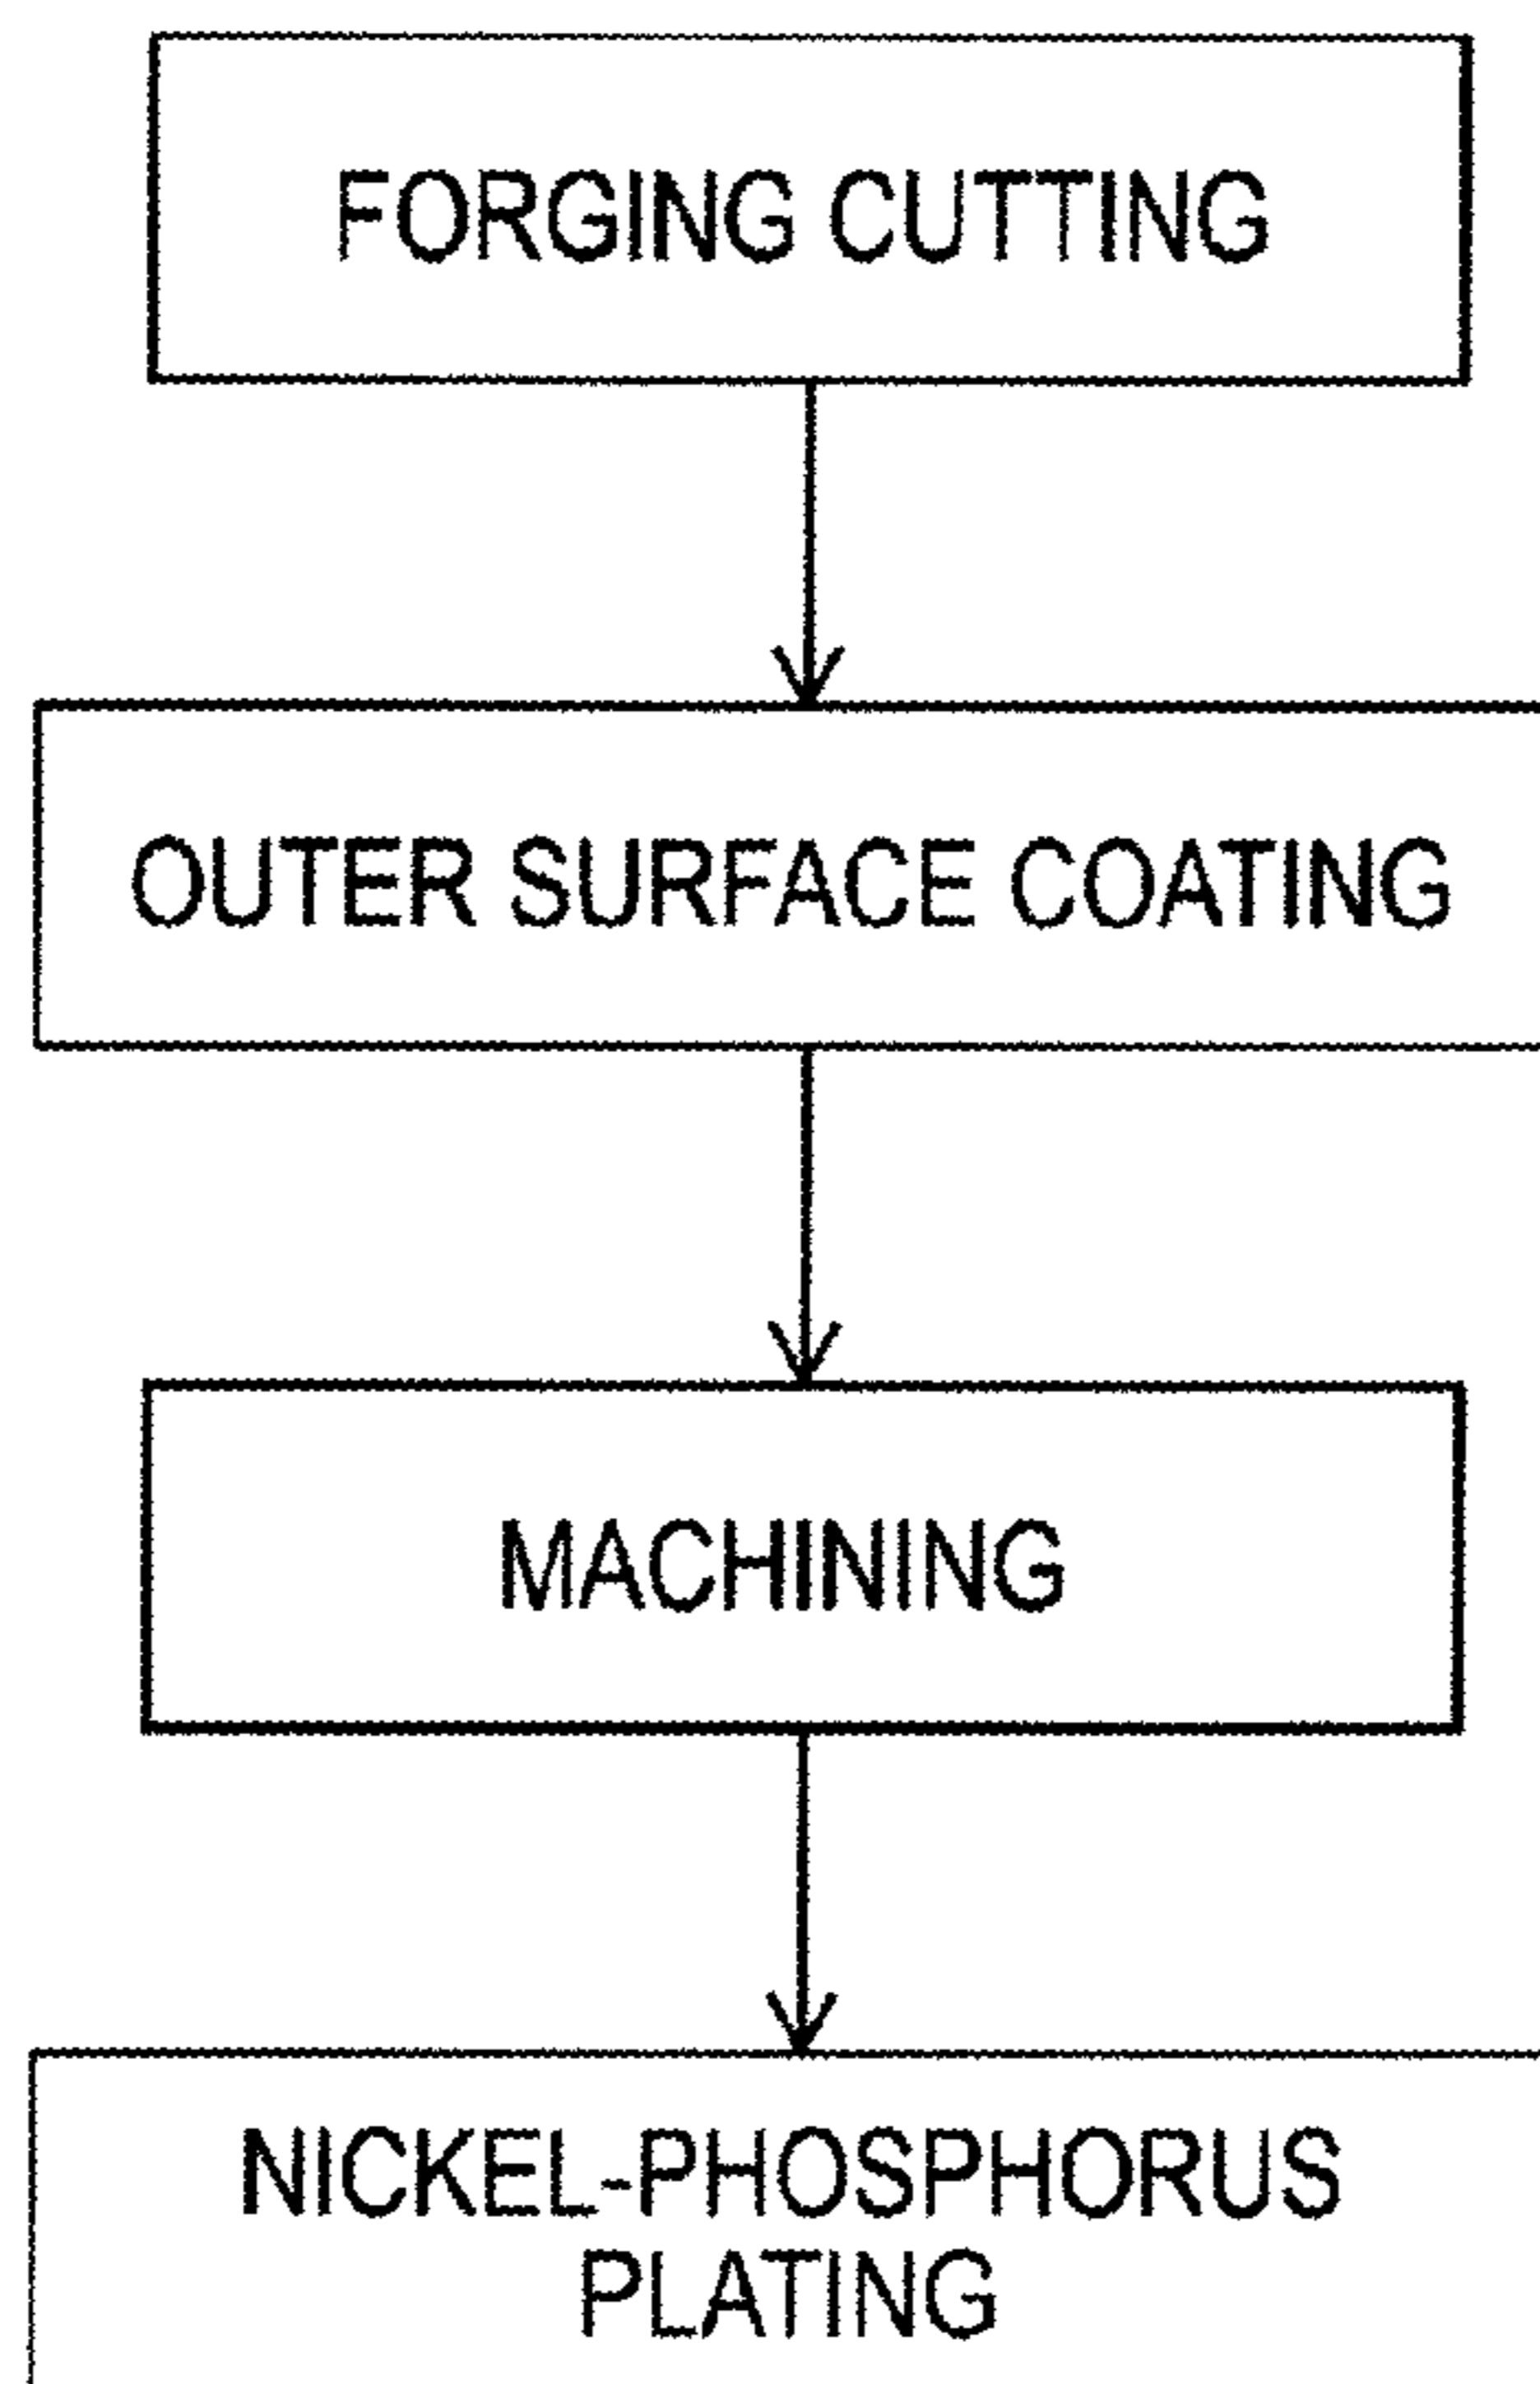 FORGING CUTTING
OUTER SURFACE COATING
MACHINING
NICKEL-PHOSPHORUS
PLATING